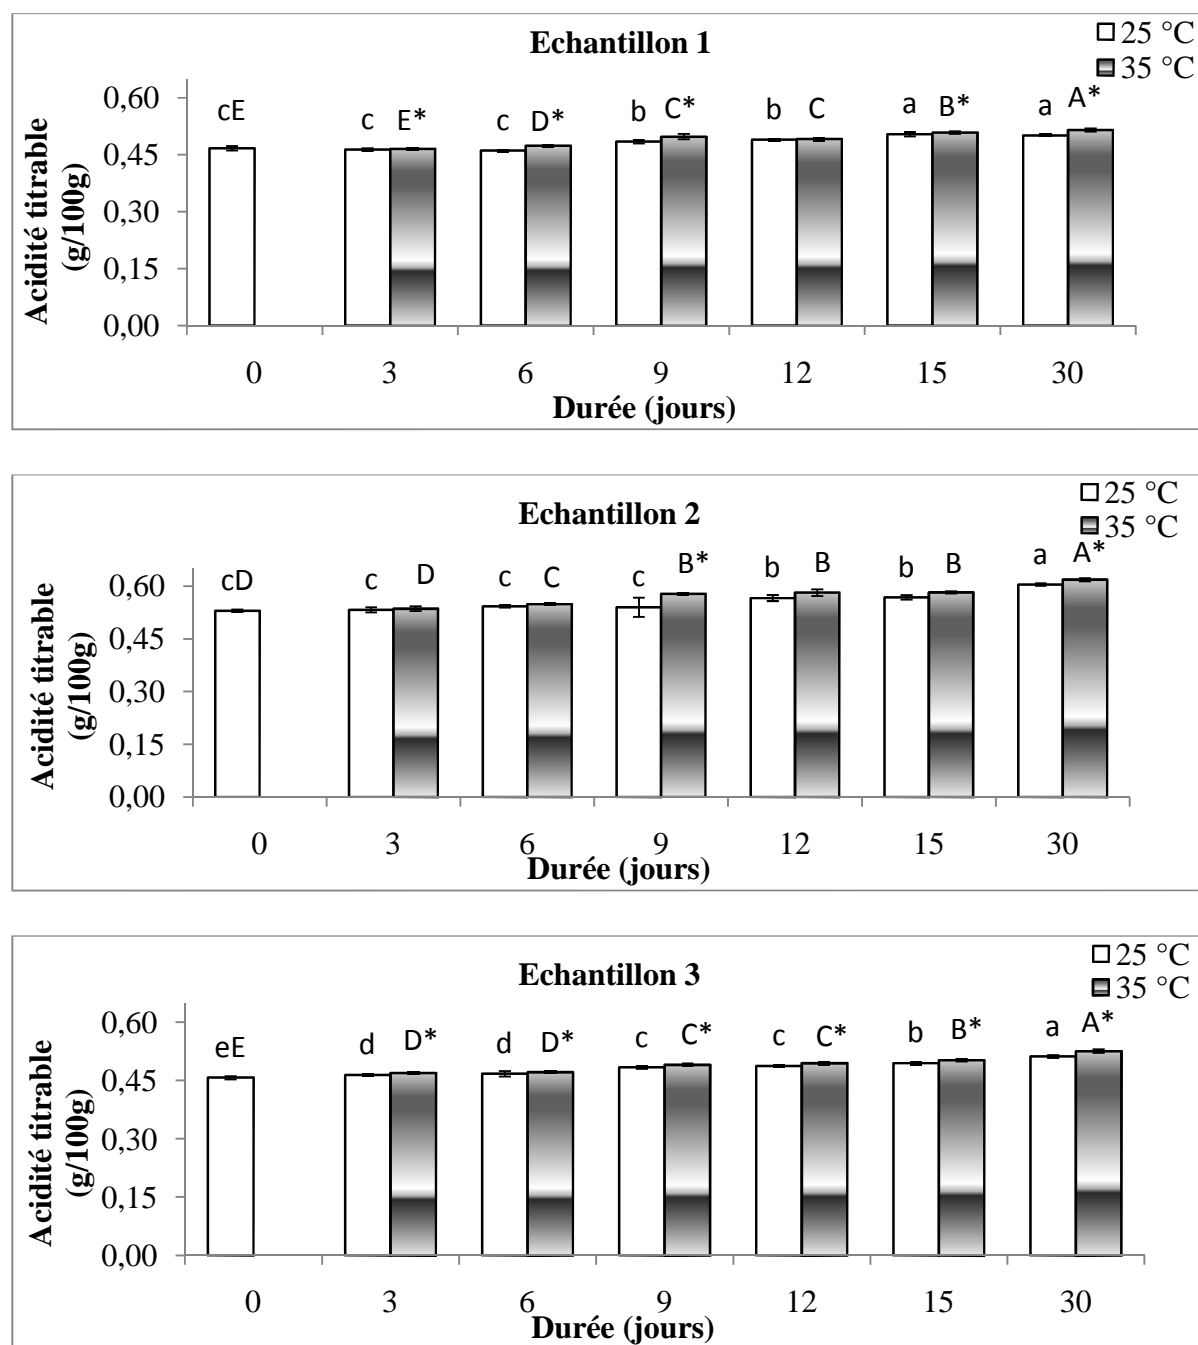 Echantillon 1
25 °C
35 °C
Acidité titrable
(g/100g)
0,60
0,45
0,30
0,15
0,00
cE c E* c D* b C* b C a B* a A*
0 3 6 9 12 15 30
Durée (jours)
Echantillon 2
25 °C
35 °C
Acidité titrable
(g/100g)
0,60
0,45
0,30
0,15
0,00
cD c D c C c B* b B b B a A*
0 3 6 9 12 15 30
Durée (jours)
Echantillon 3
25 °C
35 °C
Acidité titrable
(g/100g)
0,60
0,45
0,30
0,15
0,00
eE d D* d D* c C* c C* b B* a A*
0 3 6 9 12 15 30
Durée (jours)